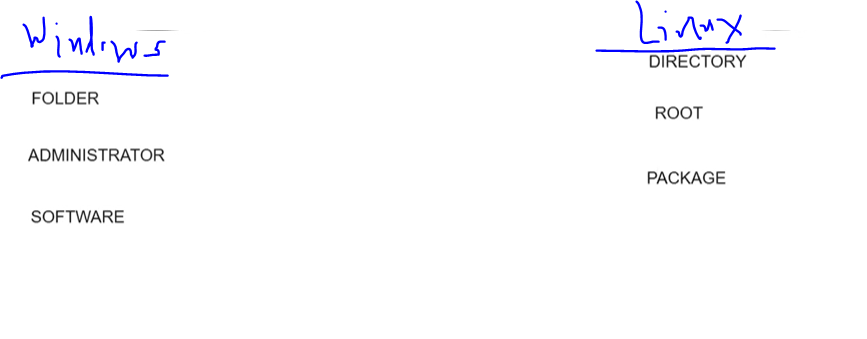 Windows
FOLDER
ADMINISTRATOR
SOFTWARE
Linux
DIRECTORY
ROOT
PACKAGE